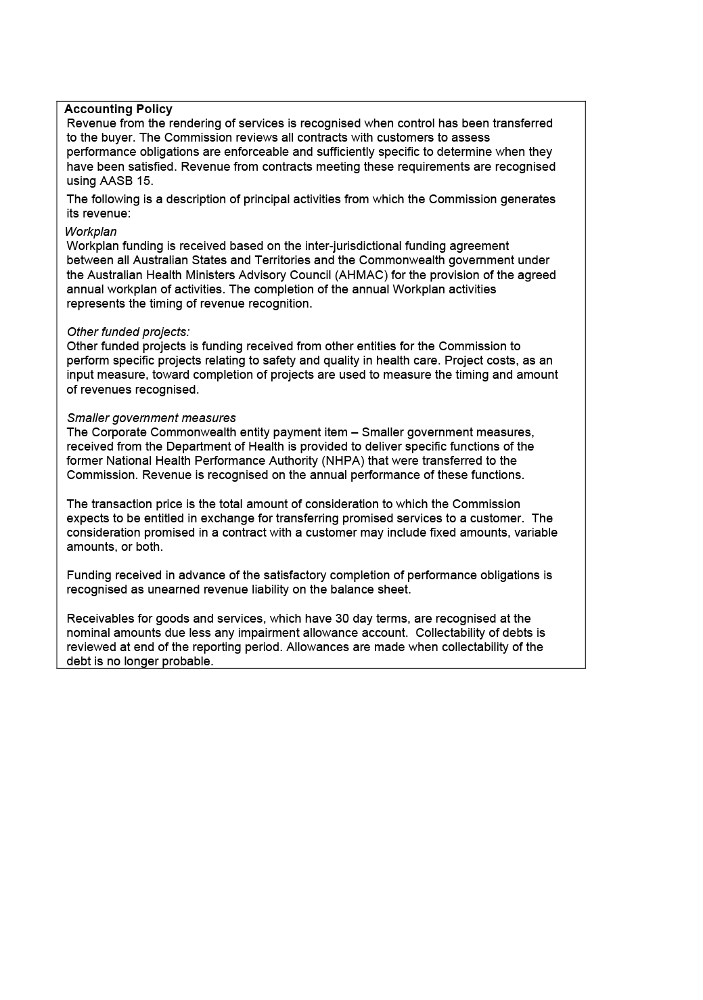 Accounting Policy
Revenue from the rendering of services is recognised when control has been transferred
to the buyer. The Commission reviews all contracts with customers to assess
performance obligations are enforceable and sufficiently specific to determine when they
have been satisfied. Revenue from contracts meeting these requirements are recognised
using AASB 15.
The following is a description of principal activities from which the Commission generates
its revenue:
Workplan
Workplan funding is received based on the inter-jurisdictional funding agreement
between all Australian States and Territories and the Commonwealth government under
the Australian Health Ministers Advisory Council (AHMAC) for the provision of the agreed
annual workplan of activities. The completion of the annual Workplan activities
represents the timing of revenue recognition.
Other funded projects:
Other funded projects is funding received from other entities for the Commission to
perform specific projects relating to safety and quality in health care. Project costs, as an
input measure, toward completion of projects are used to measure the timing and amount
of revenues recognised.
Smaller government measures
The Corporate Commonwealth entity payment item – Smaller government measures,
received from the Department of Health is provided to deliver specific functions of the
former National Health Performance Authority (NHPA) that were transferred to the
Commission. Revenue is recognised on the annual performance of these functions.
The transaction price is the total amount of consideration to which the Commission
expects to be entitled in exchange for transferring promised services to a customer.  The
consideration promised in a contract with a customer may include fixed amounts, variable
amounts, or both.
Funding received in advance of the satisfactory completion of performance obligations is
recognised as unearned revenue liability on the balance sheet.
Receivables for goods and services, which have 30 day terms, are recognised at the
nominal amounts due less any impairment allowance account.  Collectability of debts is
reviewed at end of the reporting period. Allowances are made when collectability of the
debt is no longer probable.